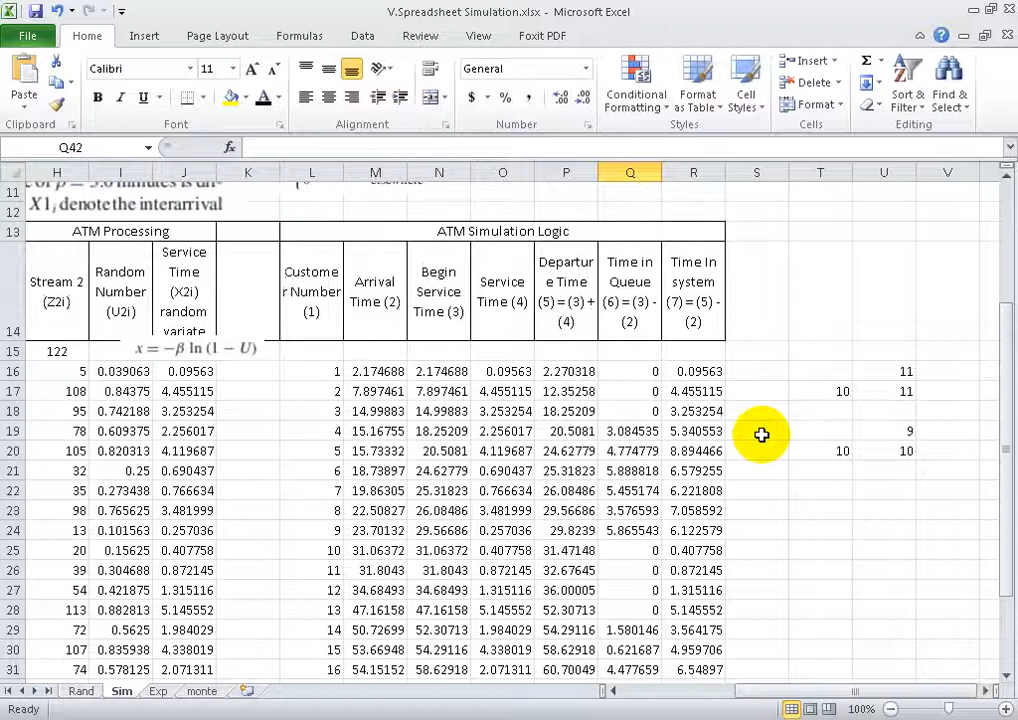 V.Spreadsheet Simulation.xlsx - Microsoft Excel
File Home Insert Page Layout Formulas Data Review View Foxit PDF
Paste
Calibri 11
B I U A
General
$ % ,
Conditional Formatting
Format as Table
Cell Styles
Insert
Delete
Format
Σ
Sort & Filter
Find & Select
Clipboard Font Alignment Number Styles Cells Editing
Q42 fx
H I J K L M N O P Q R S T U V
11
12 X1i denote the interarrival
13 ATM Processing ATM Simulation Logic
14 Stream 2 (Z2i) Random Number (U2i) Service Time (X2i) random variate Custome r Number (1) Arrival Time (2) Begin Service Time (3) Service Time (4) Departur e Time (5) = (3) + (4) Time in Queue (6) = (3) - (2) Time In system (7) = (5) - (2)
15 122 x = −β ln (1 − U)
16 5 0.039063 0.09563 1 2.174688 2.174688 0.09563 2.270318 0 0.09563 11
17 108 0.84375 4.455115 2 7.897461 7.897461 4.455115 12.35258 0 4.455115 10 11
18 95 0.742188 3.253254 3 14.99883 14.99883 3.253254 18.25209 0 3.253254
19 78 0.609375 2.256017 4 15.16755 18.25209 2.256017 20.5081 3.084535 5.340553 9
20 105 0.820313 4.119687 5 15.73332 20.5081 4.119687 24.62779 4.774779 8.894466 10 10
21 32 0.25 0.690437 6 18.73897 24.62779 0.690437 25.31823 5.888818 6.579255
22 35 0.273438 0.766634 7 19.86305 25.31823 0.766634 26.08486 5.455174 6.221808
23 98 0.765625 3.481999 8 22.50827 26.08486 3.481999 29.56686 3.576593 7.058592
24 13 0.101563 0.257036 9 23.70132 29.56686 0.257036 29.8239 5.865543 6.122579
25 20 0.15625 0.407758 10 31.06372 31.06372 0.407758 31.47148 0 0.407758
26 39 0.304688 0.872145 11 31.8043 31.8043 0.872145 32.67645 0 0.872145
27 54 0.421875 1.315116 12 34.68493 34.68493 1.315116 36.00005 0 1.315116
28 113 0.882813 5.145552 13 47.16158 47.16158 5.145552 52.30713 0 5.145552
29 72 0.5625 1.984029 14 50.72699 52.30713 1.984029 54.29116 1.580146 3.564175
30 107 0.835938 4.338019 15 53.66948 54.29116 4.338019 58.62918 0.621687 4.959706
31 74 0.578125 2.071311 16 54.15152 58.62918 2.071311 60.70049 4.477659 6.54897
Rand Sim Exp monte
Ready 100%